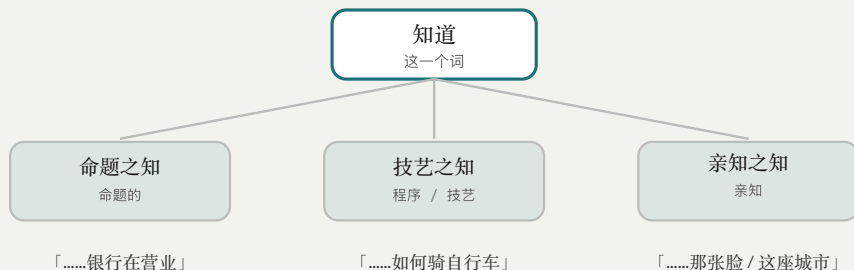 知道
这一个词
命题之知
命题的
技艺之知
程序 / 技艺
亲知之知
亲知
「……银行在营业」
「……如何骑自行车」
「……那张脸 / 这座城市」